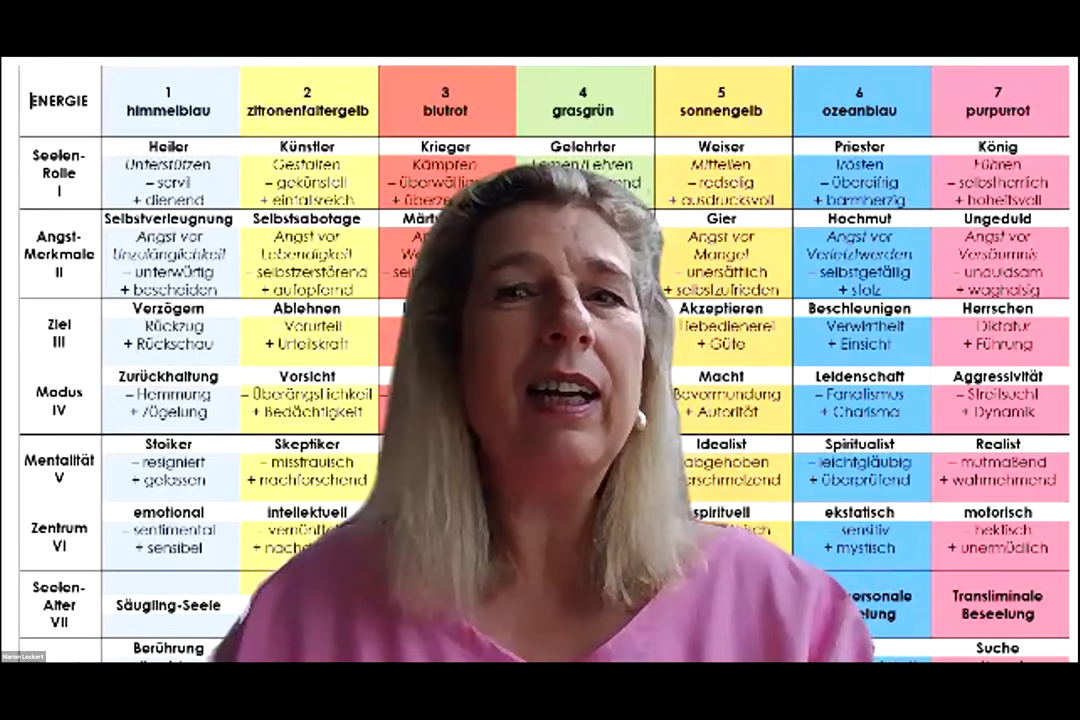 ENERGIE
1
himmelblau
2
zitronenfaltergelb
3
blutrot
4
grasgrün
5
sonnengelb
6
ozeanblau
7
purpurrot
Seelen-
Rolle
I
Heiler
Unterstützen
– servil
+ dienend
Künstler
Gestalten
– gekünstelt
+ einfallsreich
Krieger
Kämpfen
Gelehrter
Lernen/Lehren
Weiser
Mitteilen
– redselig
+ ausdrucksvoll
Priester
Trösten
– übereifrig
+ barmherzig
König
Führen
– selbstherrlich
+ hoheitsvoll
Angst-
Merkmale
II
Selbstverleugnung
Angst vor
Unzulänglichkeit
– unterwürfig
+ bescheiden
Selbstsabotage
Angst vor
Lebendigkeit
– selbstzerstörend
+ aufopfernd
Gier
Angst vor
Mangel
– unersättlich
+ selbstzufrieden
Hochmut
Angst vor
Verletztwerden
– selbstgefällig
+ stolz
Ungeduld
Angst vor
Versäumnis
– unduldsam
+ waghalsig
Ziel
III
Verzögern
Rückzug
+ Rückschau
Ablehnen
Vorurteil
+ Urteilskraft
Akzeptieren
+ Güte
Beschleunigen
Verwirrtheit
+ Einsicht
Herrschen
Diktatur
+ Führung
Modus
IV
Zurückhaltung
– Hemmung
+ Zügelung
Vorsicht
– Überängstlichkeit
+ Bedächtigkeit
Macht
Bevormundung
+ Autorität
Leidenschaft
– Fanatismus
+ Charisma
Aggressivität
– Streitsucht
+ Dynamik
Mentalität
V
Stoiker
– resigniert
+ gelassen
Skeptiker
– misstrauisch
+ nachforschend
Idealist
abgehoben
Spiritualist
– leichtgläubig
+ überprüfend
Realist
– mutmaßend
+ wahrnehmend
Zentrum
VI
emotional
– sentimental
+ sensibel
intellektuell
spirituell
ekstatisch
– sensitiv
+ mystisch
motorisch
– hektisch
+ unermüdlich
Seelen-
Alter
VII
Säugling-Seele
Transliminale
Beseelung
Berührung
Suche
Marion Lockert